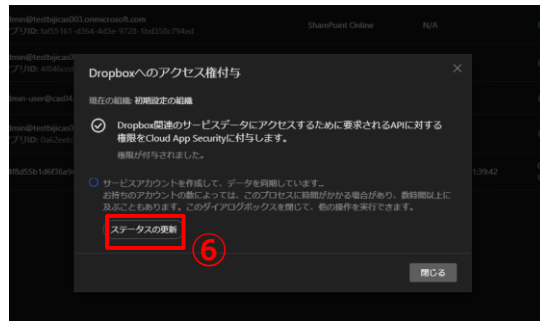 dmin@testbijicas003.onmicrosoft.com
SharePoint Online
N/A
Dropboxへのアクセス権付与
現在の組織: 初期設定の組織
Dropbox関連のサービスデータにアクセスするために要求されるAPIに対する
権限をCloud App Securityに付与します。
権限が付与されました。
サービスアカウントを作成して、データを同期しています...
お持ちのアカウントの数によっては、このプロセスに時間がかかる場合があり、数時間以上に
及ぶこともあります。このダイアログボックスを閉じて、他の操作を実行できます。
1:39:42
ステータスの更新
⑥
閉じる